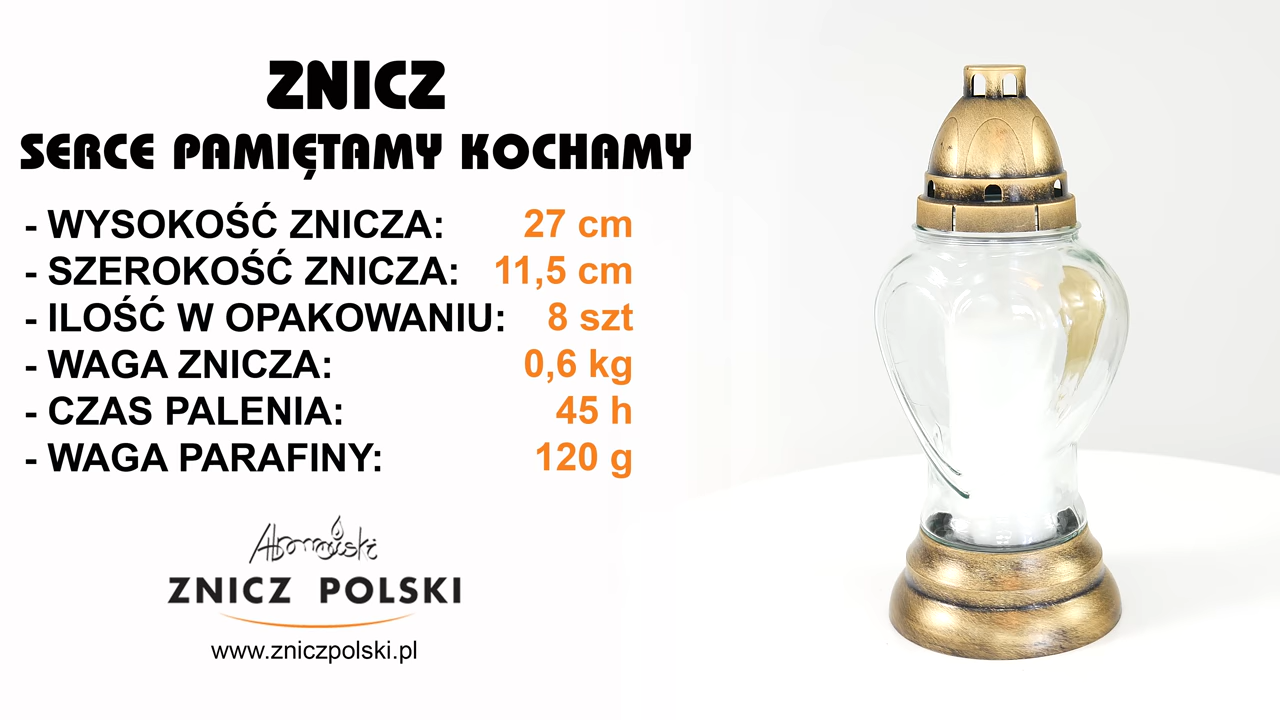 ZNICZ
SERCE PAMIĘTAMY KOCHAMY
- WYSOKOŚĆ ZNICZA: 27 cm
- SZEROKOŚĆ ZNICZA: 11,5 cm
- ILOŚĆ W OPAKOWANIU: 8 szt
- WAGA ZNICZA: 0,6 kg
- CZAS PALENIA: 45 h
- WAGA PARAFINY: 120 g
ZNICZ POLSKI
www.zniczpolski.pl